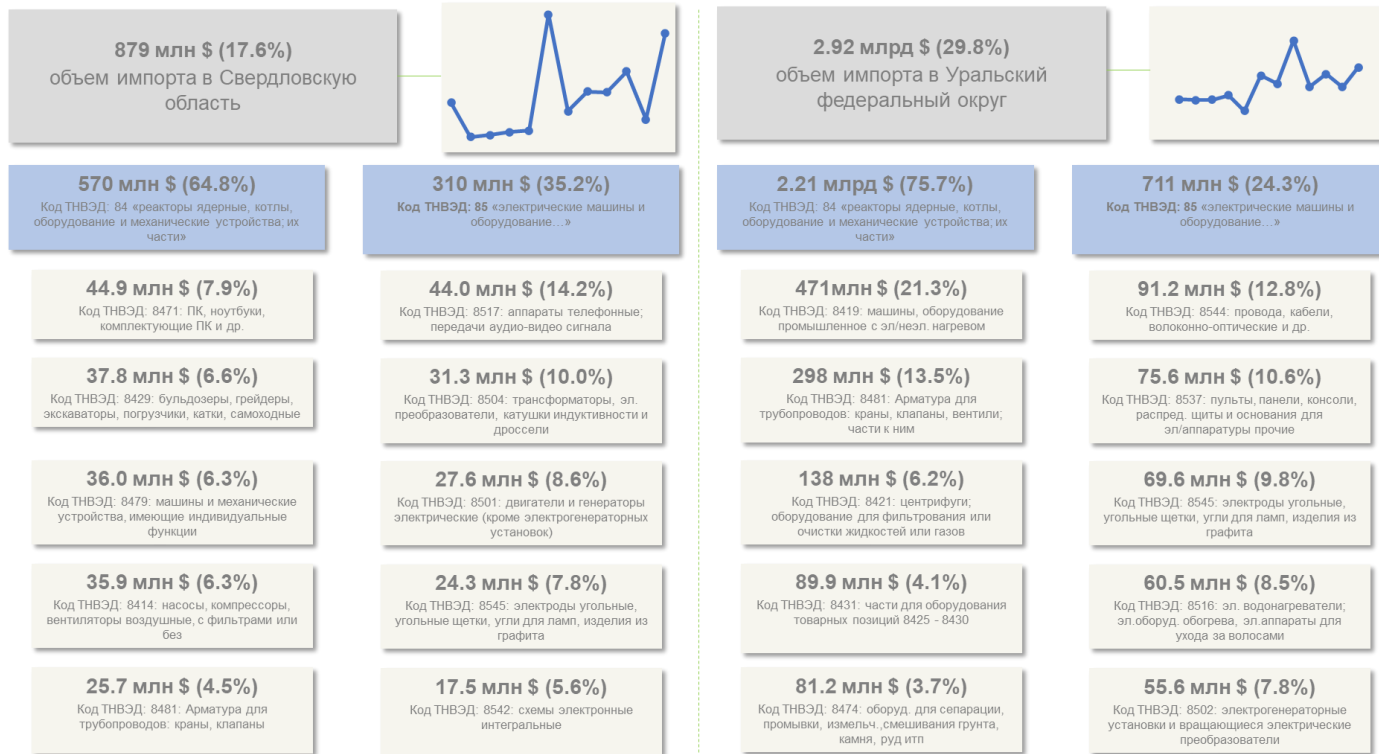 879 млн $ (17.6%)
объем импорта в Свердловскую
область
2.92 млрд $ (29.8%)
объем импорта в Уральский
федеральный округ
570 млн $ (64.8%)
Код ТНВЭД: 84 «реакторы ядерные, котлы,
оборудование и механические устройства; их
части»
310 млн $ (35.2%)
Код ТНВЭД: 85 «электрические машины и
оборудование…»
2.21 млрд $ (75.7%)
Код ТНВЭД: 84 «реакторы ядерные, котлы,
оборудование и механические устройства; их
части»
711 млн $ (24.3%)
Код ТНВЭД: 85 «электрические машины и
оборудование…»
44.9 млн $ (7.9%)
Код ТНВЭД: 8471: ПК, ноутбуки,
комплектующие ПК и др.
44.0 млн $ (14.2%)
Код ТНВЭД: 8517: аппараты телефонные;
передачи аудио-видео сигнала
471млн $ (21.3%)
Код ТНВЭД: 8419: машины, оборудование
промышленное с эл/неэл. нагревом
91.2 млн $ (12.8%)
Код ТНВЭД: 8544: провода, кабели,
волоконно-оптические и др.
37.8 млн $ (6.6%)
Код ТНВЭД: 8429: бульдозеры, грейдеры,
экскаваторы, погрузчики, катки, самоходные
31.3 млн $ (10.0%)
Код ТНВЭД: 8504: трансформаторы, эл.
преобразователи, катушки индуктивности и
дроссели
298 млн $ (13.5%)
Код ТНВЭД: 8481: Арматура для
трубопроводов: краны, клапаны, вентили;
части к ним
75.6 млн $ (10.6%)
Код ТНВЭД: 8537: пульты, панели, консоли,
распред. щиты и основания для
эл/аппаратуры прочие
36.0 млн $ (6.3%)
Код ТНВЭД: 8479: машины и механические
устройства, имеющие индивидуальные
функции
27.6 млн $ (8.6%)
Код ТНВЭД: 8501: двигатели и генераторы
электрические (кроме электрогенераторных
установок)
138 млн $ (6.2%)
Код ТНВЭД: 8421: центрифуги;
оборудование для фильтрования или
очистки жидкостей или газов
69.6 млн $ (9.8%)
Код ТНВЭД: 8545: электроды угольные,
угольные щетки, угли для ламп, изделия из
графита
35.9 млн $ (6.3%)
Код ТНВЭД: 8414: насосы, компрессоры,
вентиляторы воздушные, с фильтрами или
без
24.3 млн $ (7.8%)
Код ТНВЭД: 8545: электроды угольные,
угольные щетки, угли для ламп, изделия из
графита
89.9 млн $ (4.1%)
Код ТНВЭД: 8431: части для оборудования
товарных позиций 8425 - 8430
60.5 млн $ (8.5%)
Код ТНВЭД: 8516: эл. водонагреватели;
эл.оборуд. обогрева, эл.аппараты для
ухода за волосами
25.7 млн $ (4.5%)
Код ТНВЭД: 8481: Арматура для
трубопроводов: краны, клапаны
17.5 млн $ (5.6%)
Код ТНВЭД: 8542: схемы электронные
интегральные
81.2 млн $ (3.7%)
Код ТНВЭД: 8474: оборуд. для сепарации,
промывки, измельч.,смешивания грунта,
камня, руд итп
55.6 млн $ (7.8%)
Код ТНВЭД: 8502: электрогенераторные
установки и вращающиеся электрические
преобразователи